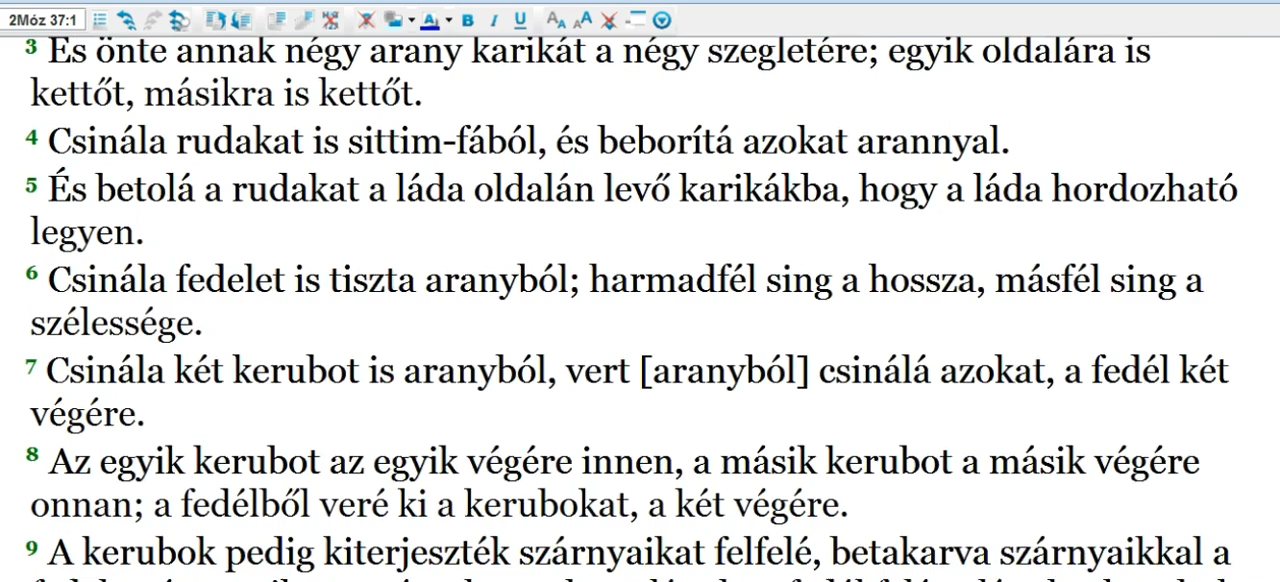 2Móz 37:1
3 És önte annak négy arany karikát a négy szegletére; egyik oldalára is
kettőt, másikra is kettőt.
4 Csinála rudakat is sittim-fából, és beborítá azokat arannyal.
5 És betolá a rudakat a láda oldalán levő karikákba, hogy a láda hordozható
legyen.
6 Csinála fedelet is tiszta aranyból; harmadfél sing a hossza, másfél sing a
szélessége.
7 Csinála két kerubot is aranyból, vert [aranyból] csinálá azokat, a fedél két
végére.
8 Az egyik kerubot az egyik végére innen, a másik kerubot a másik végére
onnan; a fedélből veré ki a kerubokat, a két végére.
9 A kerubok pedig kiterjeszték szárnyaikat felfelé, betakarva szárnyaikkal a